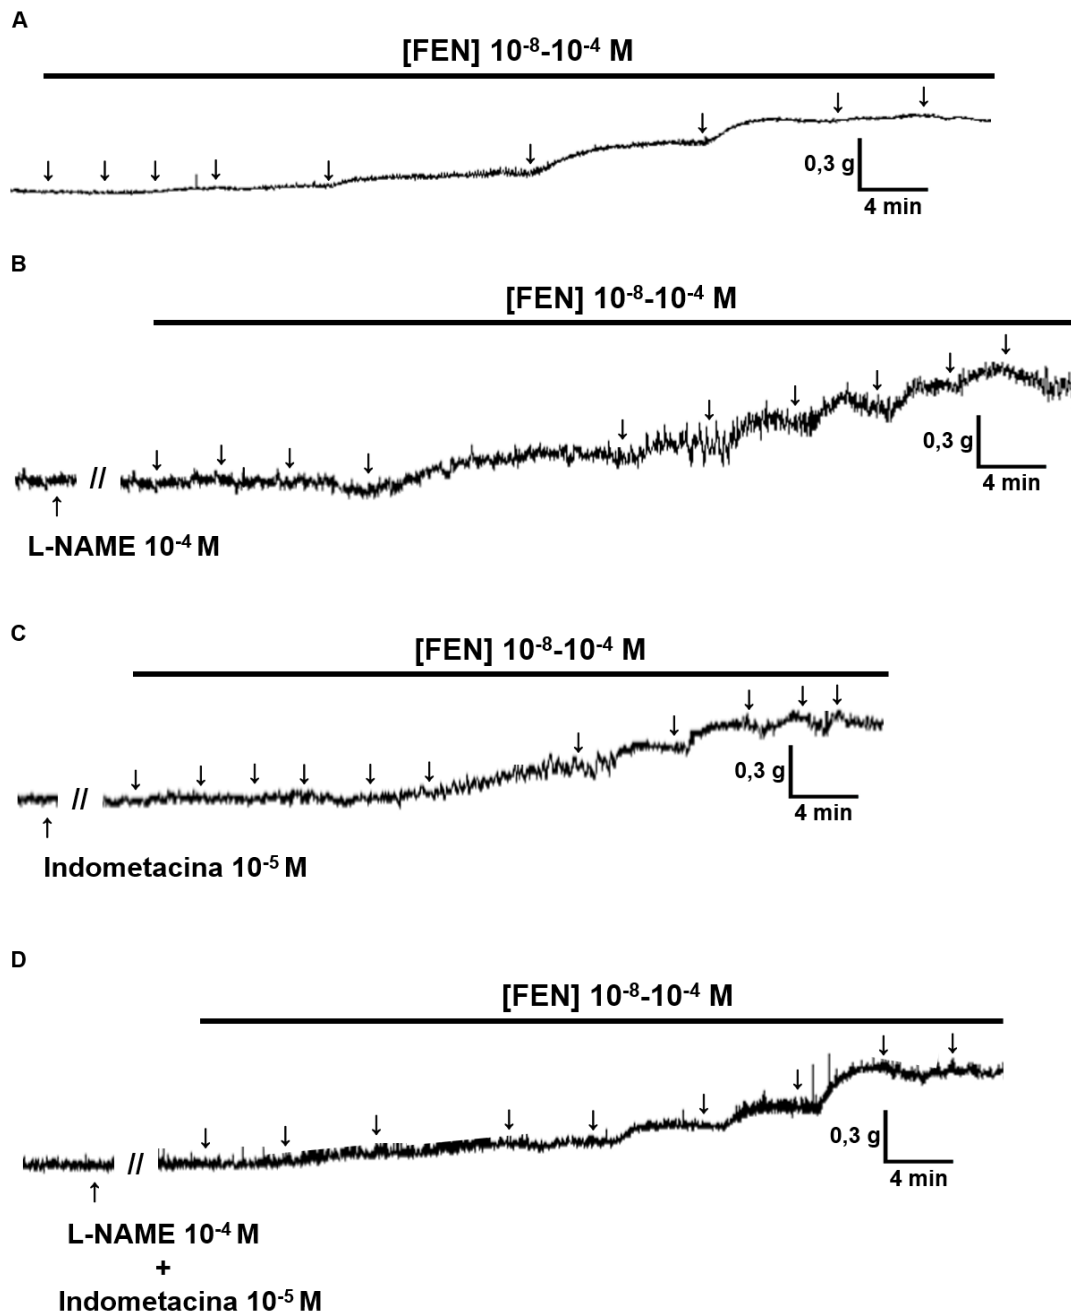 A
[FEN] 10⁻⁸-10⁻⁴ M
0,3 g
4 min
B
[FEN] 10⁻⁸-10⁻⁴ M
0,3 g
4 min
//
L-NAME 10⁻⁴ M
C
[FEN] 10⁻⁸-10⁻⁴ M
0,3 g
4 min
//
Indometacina 10⁻⁵ M
D
[FEN] 10⁻⁸-10⁻⁴ M
0,3 g
4 min
//
L-NAME 10⁻⁴ M
+
Indometacina 10⁻⁵ M